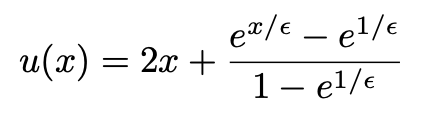 u(x) = 2x + \frac{e^{x/\epsilon} - e^{1/\epsilon}}{1 - e^{1/\epsilon}}